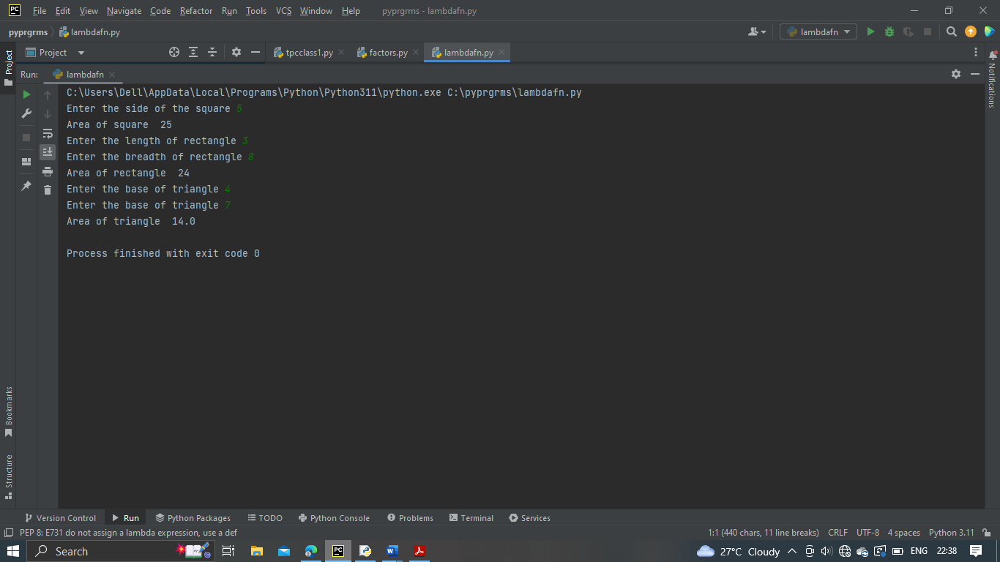 PC File Edit View Navigate Code Refactor Run Tools VCS Window Help pyprgrms - lambdafn.py
pyprgrms lambdafn.py lambdafn
Project tpcclass1.py factors.py lambdafn.py
Project
Notifications
Run: lambdafn
C:\Users\Dell\AppData\Local\Programs\Python\Python311\python.exe C:\pyprgrms\lambdafn.py
Enter the side of the square 5
Area of square  25
Enter the length of rectangle 3
Enter the breadth of rectangle 8
Area of rectangle  24
Enter the base of triangle 4
Enter the base of triangle 7
Area of triangle  14.0
Process finished with exit code 0
Bookmarks
Structure
Version Control Run Python Packages TODO Python Console Problems Terminal Services
PEP 8: E731 do not assign a lambda expression, use a def 1:1 (440 chars, 11 line breaks) CRLF UTF-8 4 spaces Python 3.11
Search PC W 27°C Cloudy ENG 22:38